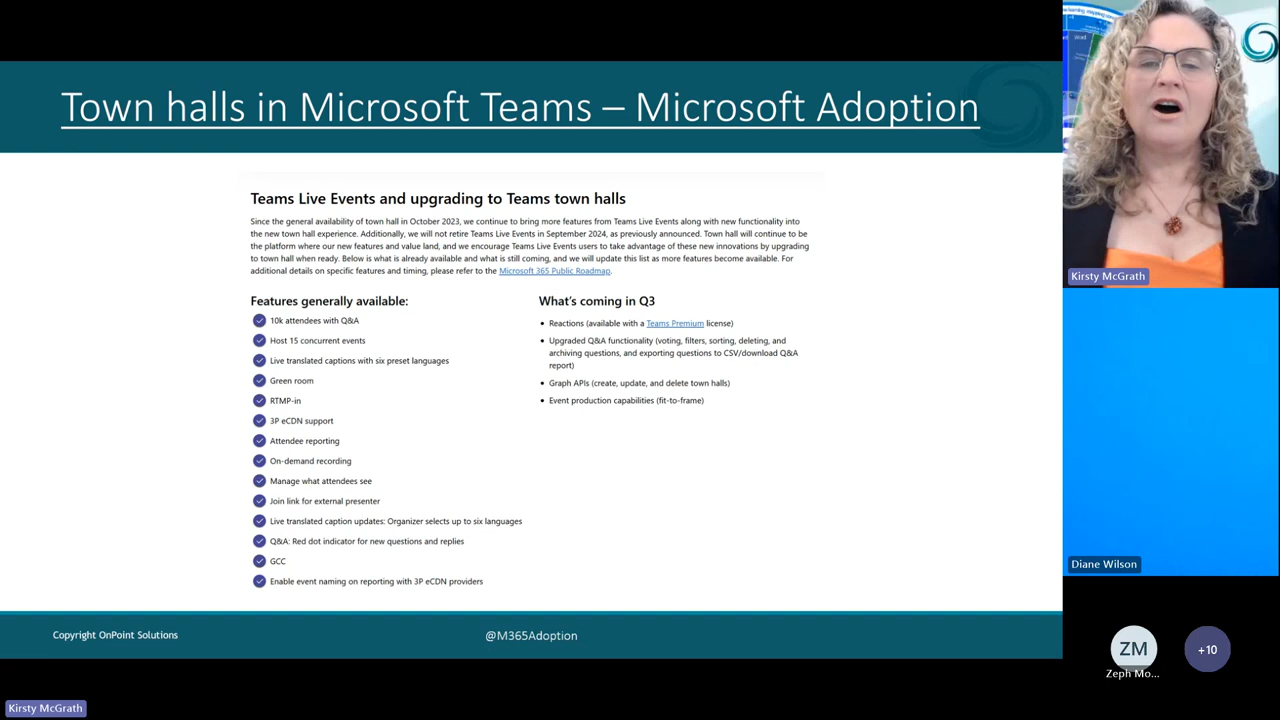 Town halls in Microsoft Teams – Microsoft Adoption
Teams Live Events and upgrading to Teams town halls
Since the general availability of town hall in October 2023, we continue to bring more features from Teams Live Events along with new functionality into
the new town hall experience. Additionally, we will not retire Teams Live Events in September 2024, as previously announced. Town hall will continue to be
the platform where our new features and value land, and we encourage Teams Live Events users to take advantage of these new innovations by upgrading
to town hall when ready. Below is what is already available and what is still coming, and we will update this list as more features become available. For
additional details on specific features and timing, please refer to the Microsoft 365 Public Roadmap.
Features generally available:
10k attendees with Q&A
Host 15 concurrent events
Live translated captions with six preset languages
Green room
RTMP-in
3P eCDN support
Attendee reporting
On-demand recording
Manage what attendees see
Join link for external presenter
Live translated caption updates: Organizer selects up to six languages
Q&A: Red dot indicator for new questions and replies
GCC
Enable event naming on reporting with 3P eCDN providers
What's coming in Q3
• Reactions (available with a Teams Premium license)
• Upgraded Q&A functionality (voting, filters, sorting, deleting, and
archiving questions, and exporting questions to CSV/download Q&A
report)
• Graph APIs (create, update, and delete town halls)
• Event production capabilities (fit-to-frame)
Copyright OnPoint Solutions
@M365Adoption
Word
Kirsty McGrath
Diane Wilson
ZM
Zeph Mo...
+10
Kirsty McGrath